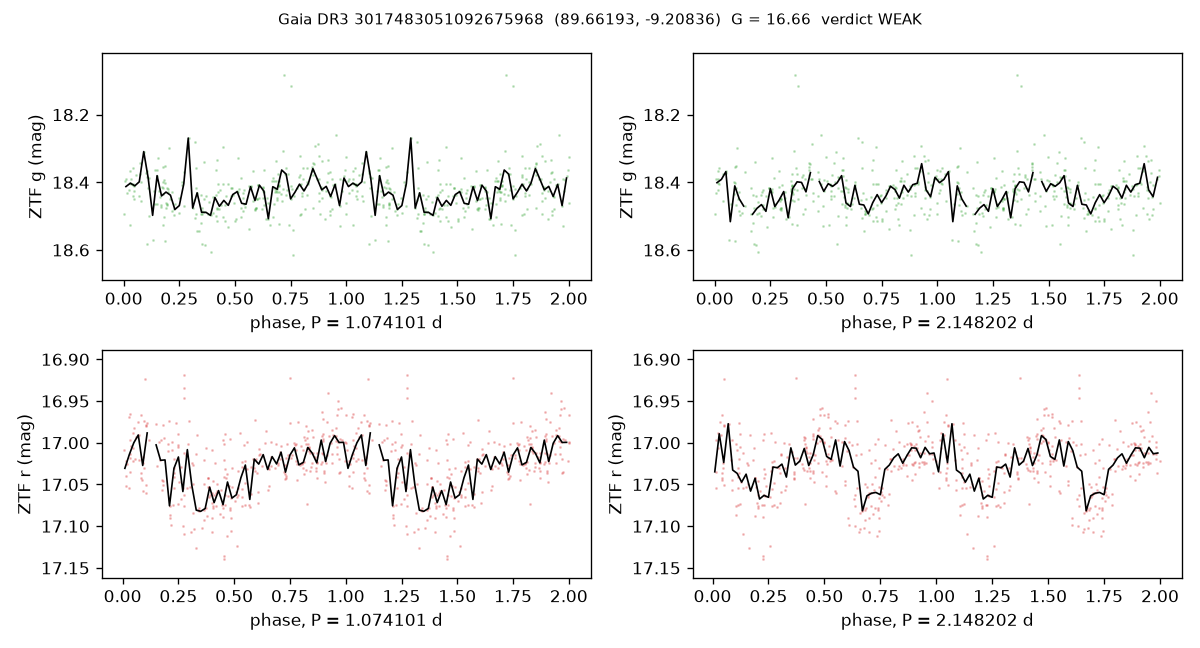 Gaia DR3 3017483051092675968  (89.66193, -9.20836)  G = 16.66  verdict WEAK
ZTF g (mag)
18.2
18.4
18.6
0.00 0.25 0.50 0.75 1.00 1.25 1.50 1.75 2.00
phase, P = 1.074101 d
ZTF g (mag)
18.2
18.4
18.6
0.00 0.25 0.50 0.75 1.00 1.25 1.50 1.75 2.00
phase, P = 2.148202 d
ZTF r (mag)
16.90
16.95
17.00
17.05
17.10
17.15
0.00 0.25 0.50 0.75 1.00 1.25 1.50 1.75 2.00
phase, P = 1.074101 d
ZTF r (mag)
16.90
16.95
17.00
17.05
17.10
17.15
0.00 0.25 0.50 0.75 1.00 1.25 1.50 1.75 2.00
phase, P = 2.148202 d